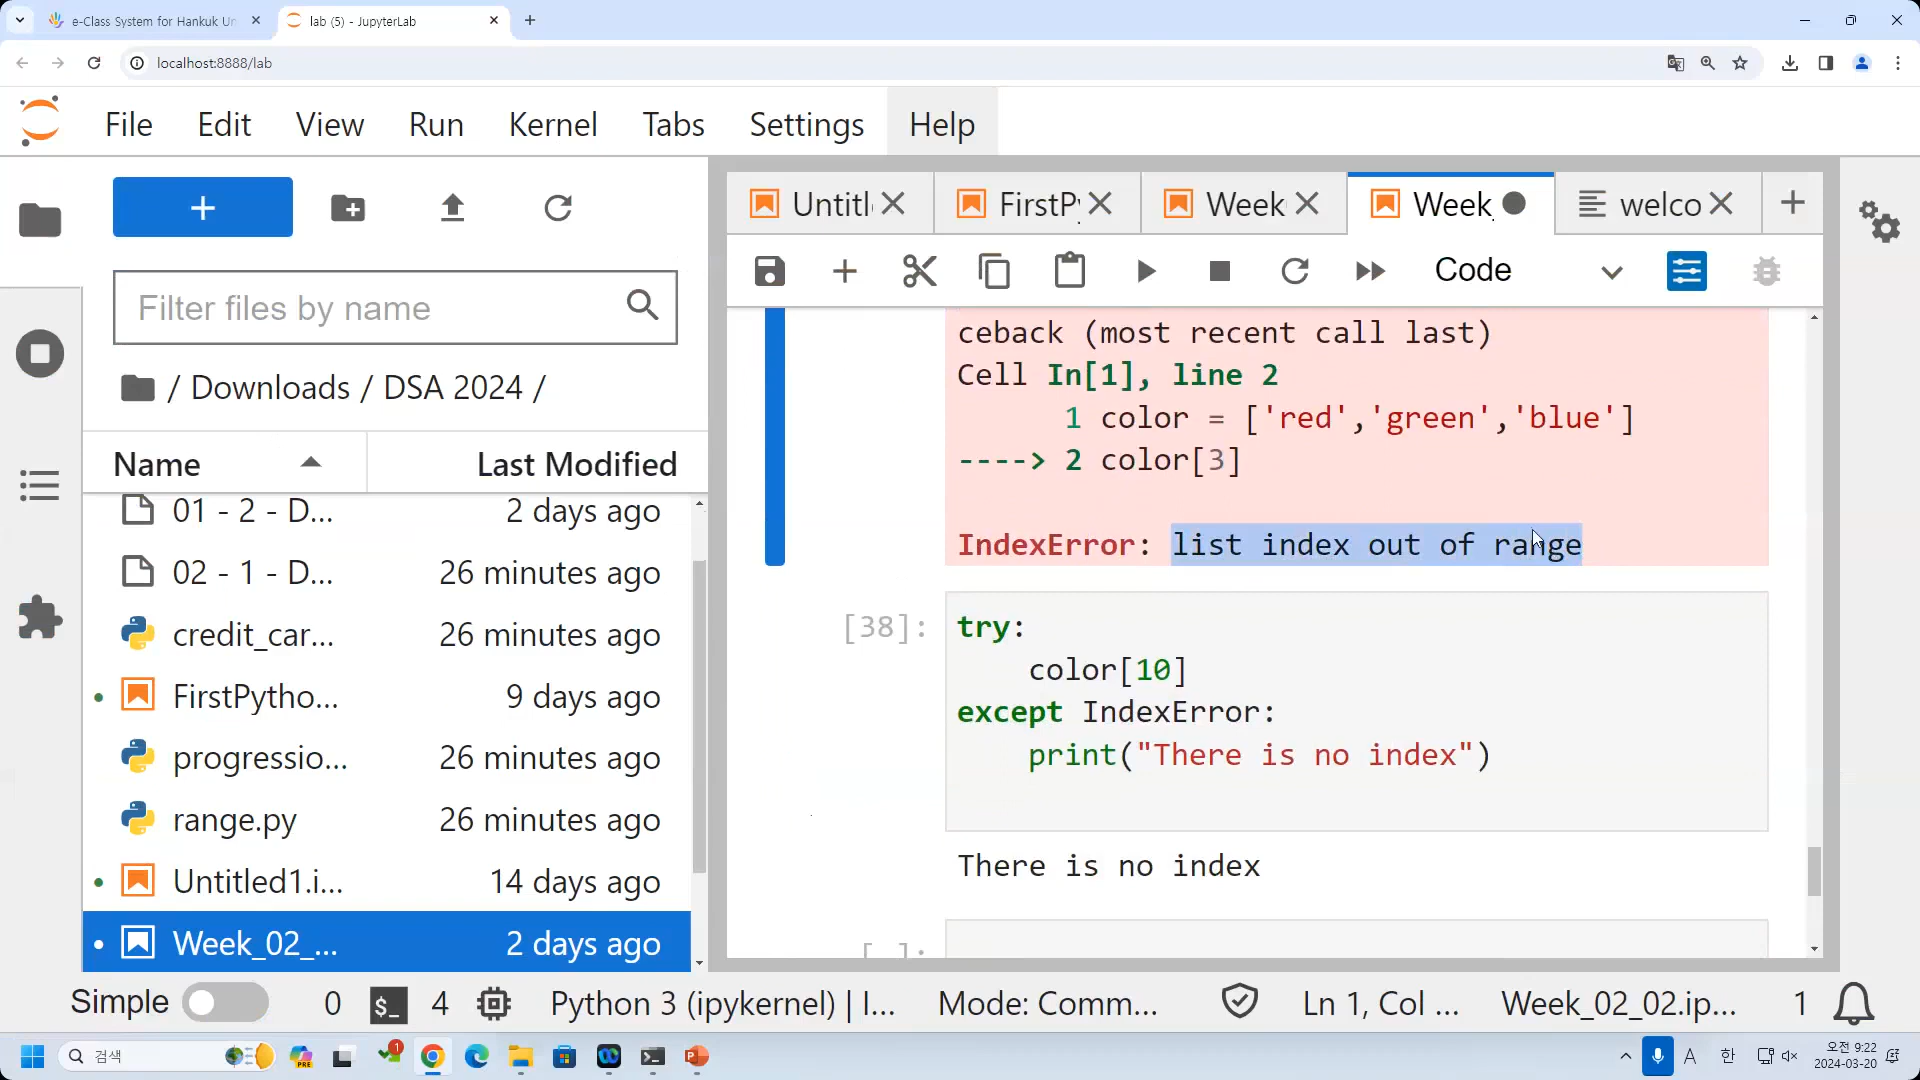 e-Class System for Hankuk Un
lab (5) - JupyterLab
localhost:8888/lab
File Edit View Run Kernel Tabs Settings Help
Filter files by name
/ Downloads / DSA 2024 /
Name Last Modified
01 - 2 - D... 2 days ago
02 - 1 - D... 26 minutes ago
credit_car... 26 minutes ago
FirstPytho... 9 days ago
progressio... 26 minutes ago
range.py 26 minutes ago
Untitled1.i... 14 days ago
Week_02_... 2 days ago
Untitl FirstPy Week Week_ welco
Code
ceback (most recent call last)
Cell In[1], line 2
1 color = ['red','green','blue']
----> 2 color[3]
IndexError: list index out of range
[38]:
try:
color[10]
except IndexError:
print("There is no index")
There is no index
[ ]:
Simple 0 $_ 4 Python 3 (ipykernel) | I... Mode: Comm... Ln 1, Col ... Week_02_02.ip... 1
검색
PRE
1
A 한
오전 9:22
2024-03-20